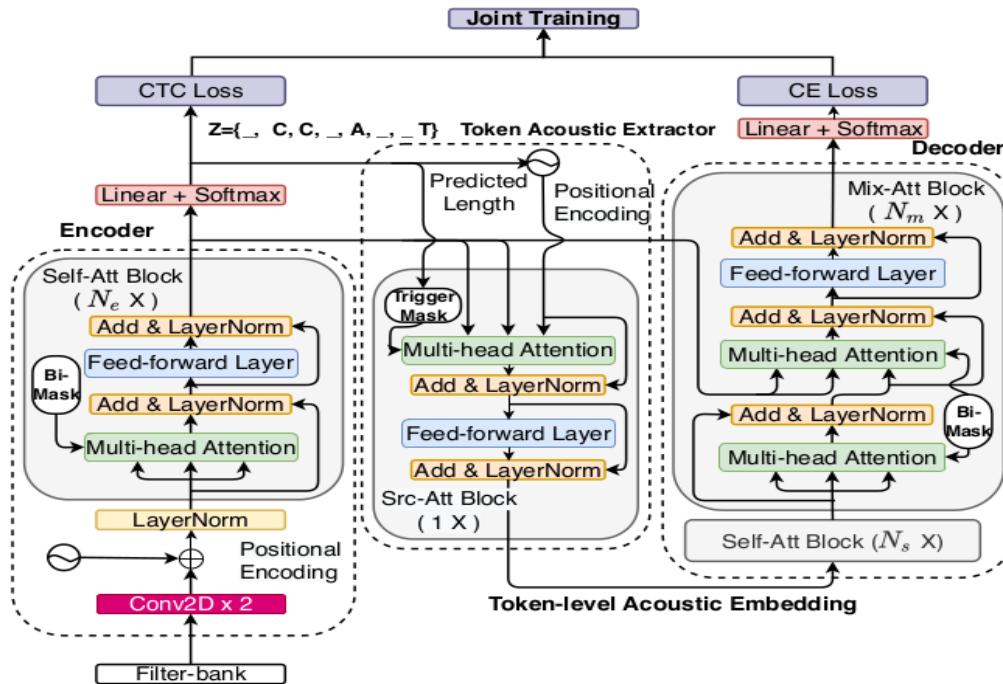 Joint Training
CTC Loss
CE Loss
Z={_, C, C, _, A, _, _ T}
Token Acoustic Extractor
Linear + Softmax
Decoder
Linear + Softmax
Predicted
Length
Positional
Encoding
Mix-Att Block
( N_m X )
Encoder
Self-Att Block
( N_e X )
Add & LayerNorm
Feed-forward Layer
Bi-
Mask
Add & LayerNorm
Multi-head Attention
LayerNorm
Positional
Encoding
Conv2D x 2
Filter-bank
Trigger
Mask
Multi-head Attention
Add & LayerNorm
Feed-forward Layer
Add & LayerNorm
Src-Att Block
( 1 X )
Token-level Acoustic Embedding
Add & LayerNorm
Feed-forward Layer
Add & LayerNorm
Multi-head Attention
Add & LayerNorm
Bi-
Mask
Multi-head Attention
Self-Att Block (N_s X)